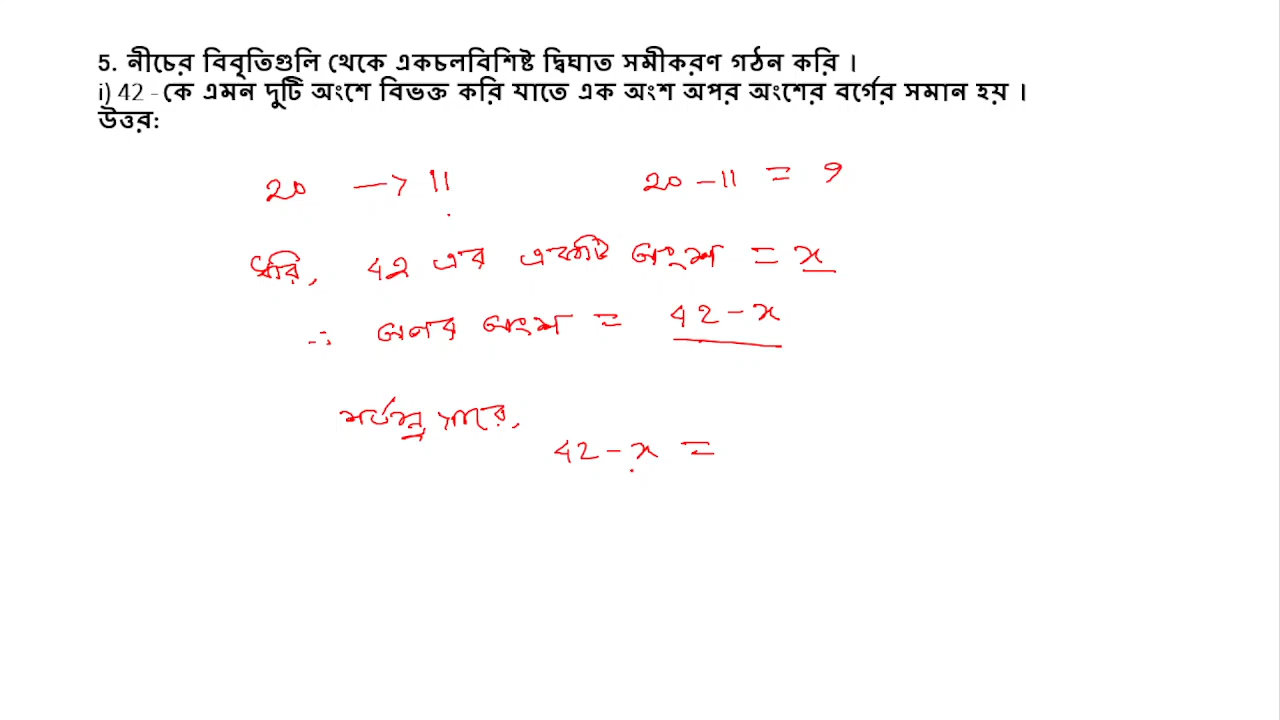 5. নীচের বিবৃতিগুলি থেকে একচলবিশিষ্ট দ্বিঘাত সমীকরণ গঠন করি ।
i) 42 - কে এমন দুটি অংশে বিভক্ত করি যাতে এক অংশ অপর অংশের বর্গের সমান হয় ।
উত্তর:
20 → 11 20 - 11 = 9
ধরি, 42 এর একটি অংশ = x
∴ অপর অংশ = 42 - x
শর্তানুসারে,
42 - x =